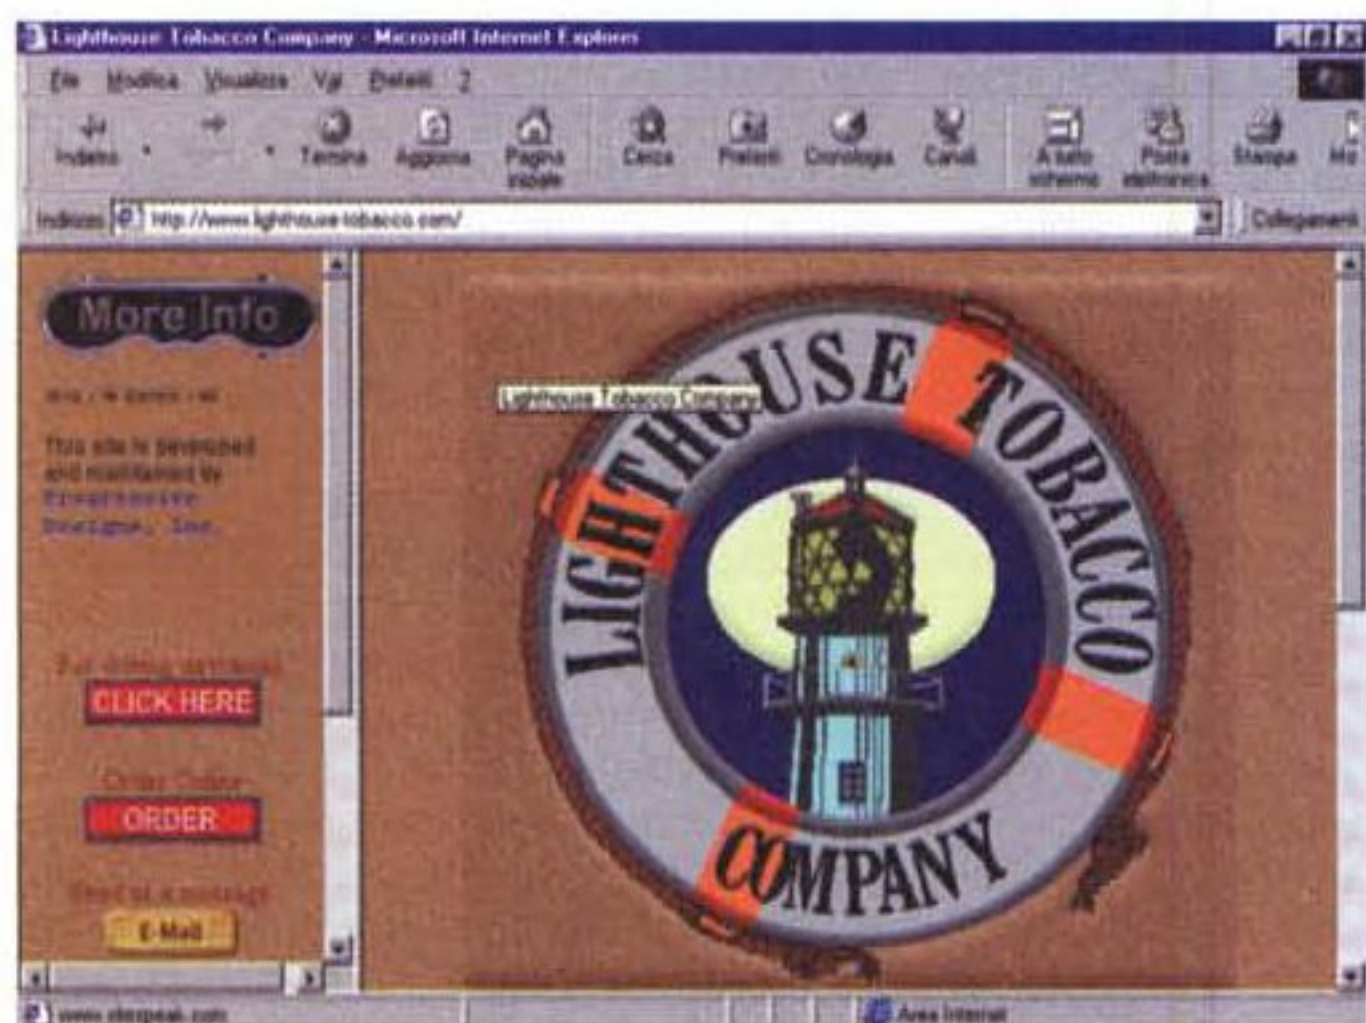 Lighthouse Tobacco Company - Microsoft Internet Explorer
File Modifica Visualizza Vai Preferiti ?
Indietro Termina Aggiorna Pagina iniziale Cerca Preferiti Cronologia Canali A tutto schermo Posta elettronica Stampa Mo
Indirizzo http://www.lighthouse-tobacco.com/ Collegamenti
More Info
This site is developed
and maintained by
Progressive
Designs, Inc.
CLICK HERE
Order Online
ORDER
Send us a message
E-Mail
Lighthouse Tobacco Company
LIGHTHOUSE TOBACCO
COMPANY
Area Internet